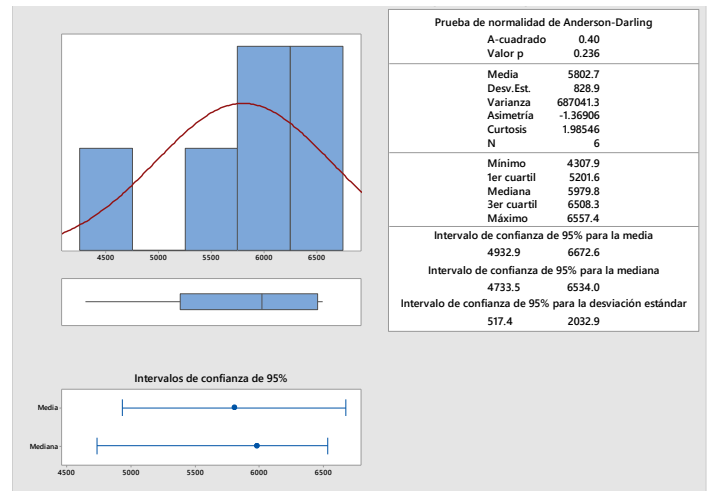 4500 5000 5500 6000 6500
Intervalos de confianza de 95%
Media
Mediana
4500 5000 5500 6000 6500
Prueba de normalidad de Anderson-Darling
A-cuadrado 0.40
Valor p 0.236
Media 5802.7
Desv.Est. 828.9
Varianza 687041.3
Asimetría -1.36906
Curtosis 1.98546
N 6
Mínimo 4307.9
1er cuartil 5201.6
Mediana 5979.8
3er cuartil 6508.3
Máximo 6557.4
Intervalo de confianza de 95% para la media
4932.9 6672.6
Intervalo de confianza de 95% para la mediana
4733.5 6534.0
Intervalo de confianza de 95% para la desviación estándar
517.4 2032.9